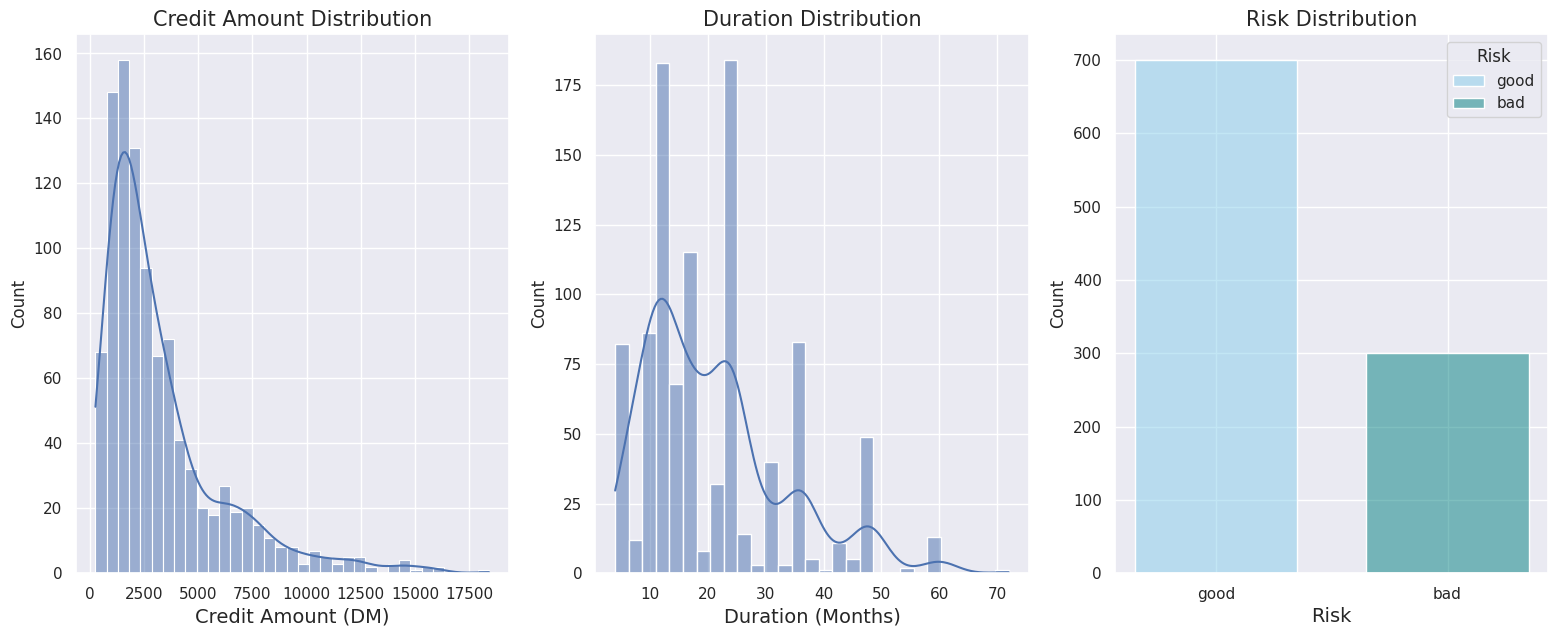 Credit Amount Distribution
160
140
120
100
80
60
40
20
0
Count
0 2500 5000 7500 10000 12500 15000 17500
Credit Amount (DM)
Duration Distribution
175
150
125
100
75
50
25
0
Count
10 20 30 40 50 60 70
Duration (Months)
Risk Distribution
700
600
500
400
300
200
100
0
Count
Risk
good
bad
good bad
Risk